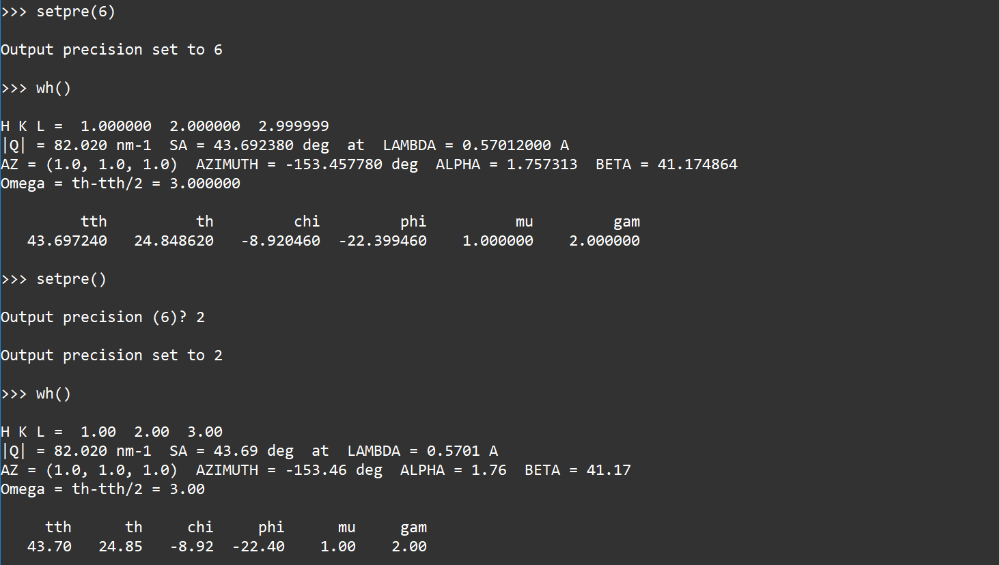 >>> setpre(6)
Output precision set to 6
>>> wh()
H K L =  1.000000  2.000000  2.999999
|Q| = 82.020 nm-1  SA = 43.692380 deg  at  LAMBDA = 0.57012000 A
AZ = (1.0, 1.0, 1.0)  AZIMUTH = -153.457780 deg  ALPHA = 1.757313  BETA = 41.174864
Omega = th-tth/2 = 3.000000
         tth          th         chi         phi          mu         gam
   43.697240   24.848620   -8.920460  -22.399460    1.000000    2.000000
>>> setpre()
Output precision (6)? 2
Output precision set to 2
>>> wh()
H K L =  1.00  2.00  3.00
|Q| = 82.020 nm-1  SA = 43.69 deg  at  LAMBDA = 0.5701 A
AZ = (1.0, 1.0, 1.0)  AZIMUTH = -153.46 deg  ALPHA = 1.76  BETA = 41.17
Omega = th-tth/2 = 3.00
     tth      th     chi     phi      mu     gam
   43.70   24.85   -8.92  -22.40    1.00    2.00